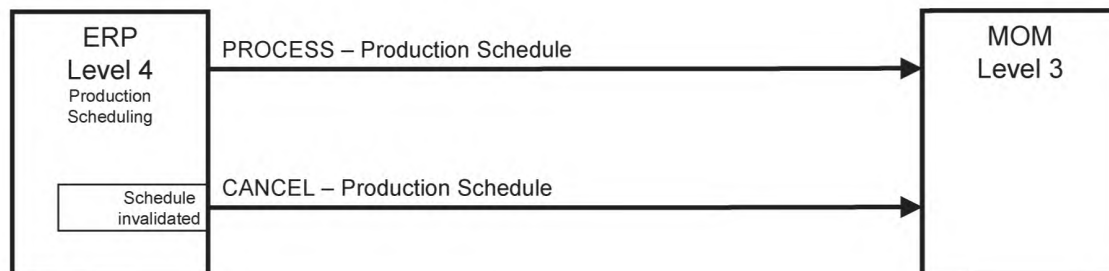 ERP
Level 4
Production
Scheduling
PROCESS – Production Schedule
MOM
Level 3
Schedule
invalidated
CANCEL – Production Schedule